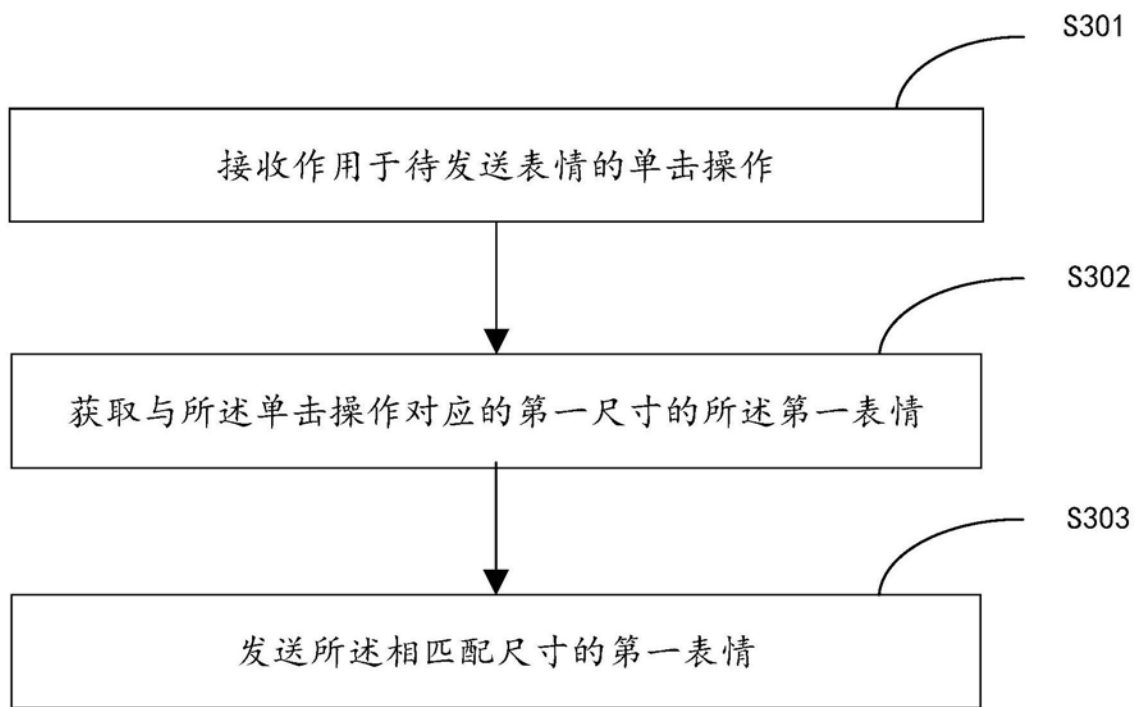 S301
接收作用于待发送表情的单击操作
S302
获取与所述单击操作对应的第一尺寸的所述第一表情
S303
发送所述相匹配尺寸的第一表情